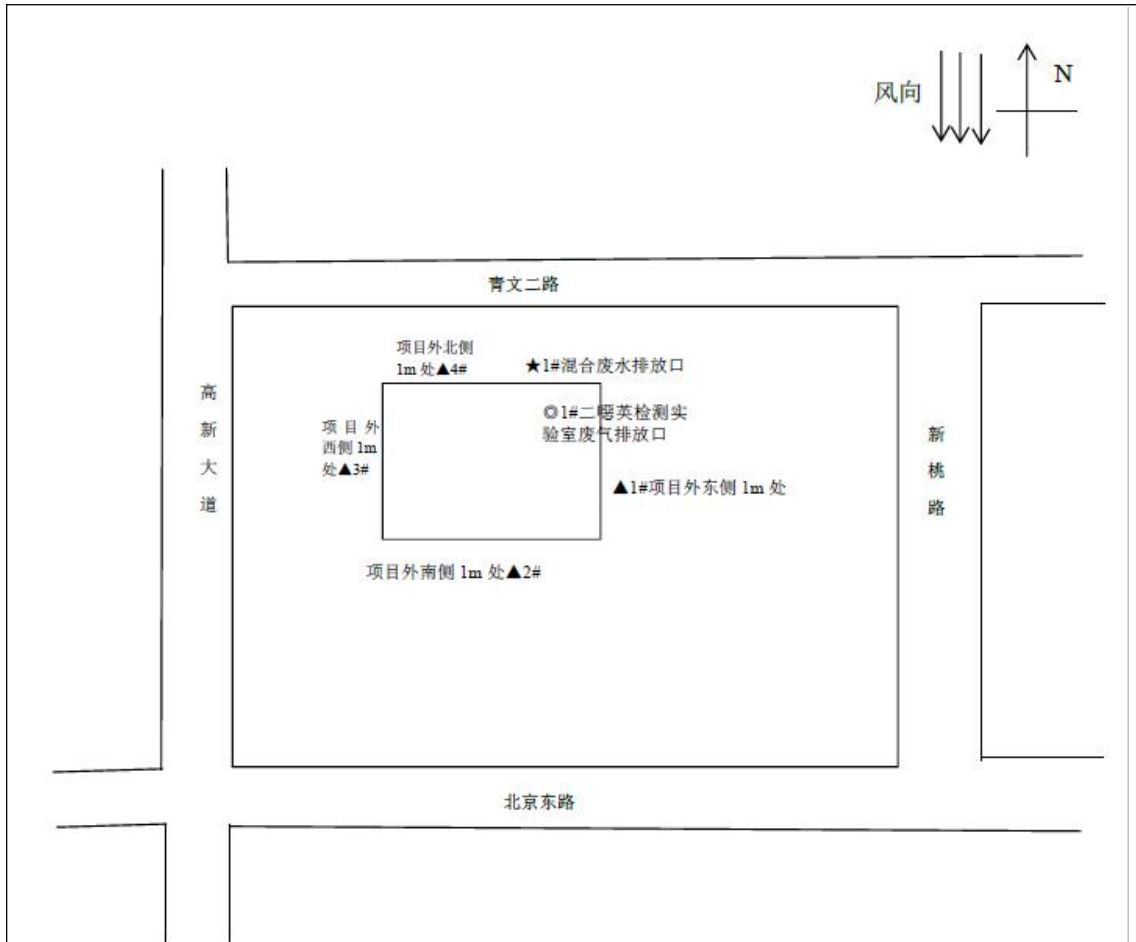 风向
N
青文二路
项目外北侧
1m 处▲4#
★1#混合废水排放口
高新大道
项目外
西侧1m
处▲3#
◎1#二噁英检测实
验室废气排放口
新桃路
▲1#项目外东侧 1m 处
项目外南侧 1m 处▲2#
北京东路